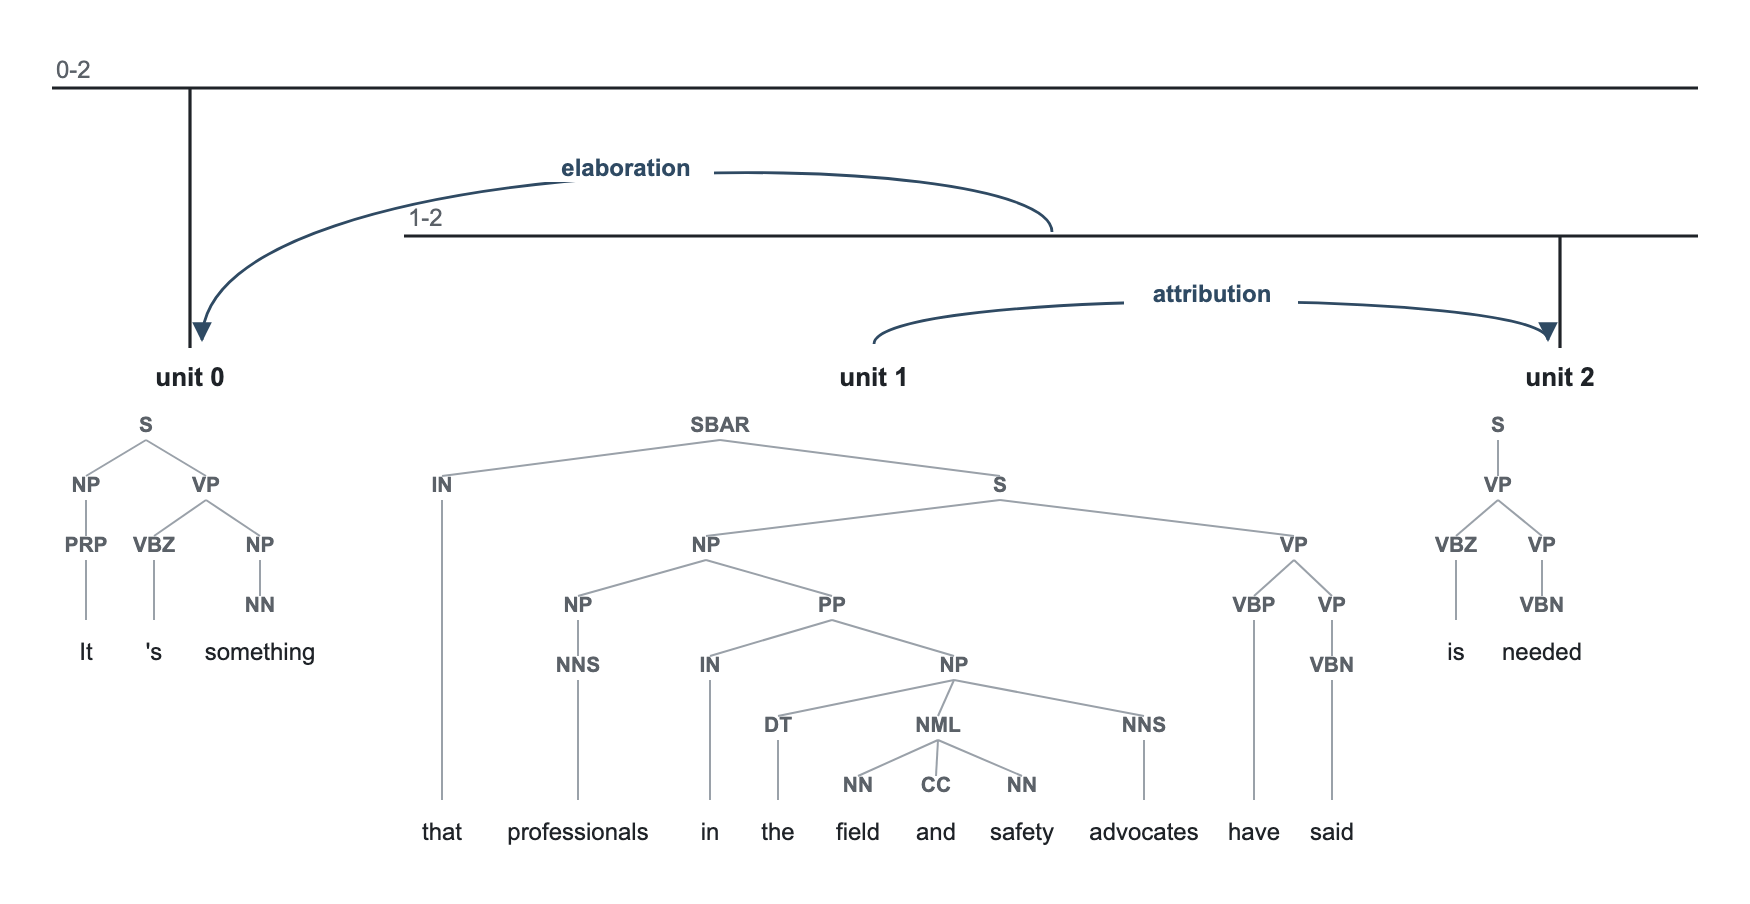 0-2
elaboration
1-2
attribution
unit 0 unit 1 unit 2
S SBAR S
NP VP IN S VP
PRP VBZ NP NP VP VBZ VP
NN NP PP VBP VP VBN
It 's something is needed
NNS IN NP VBN
DT NML NNS
NN CC NN
that professionals in the field and safety advocates have said